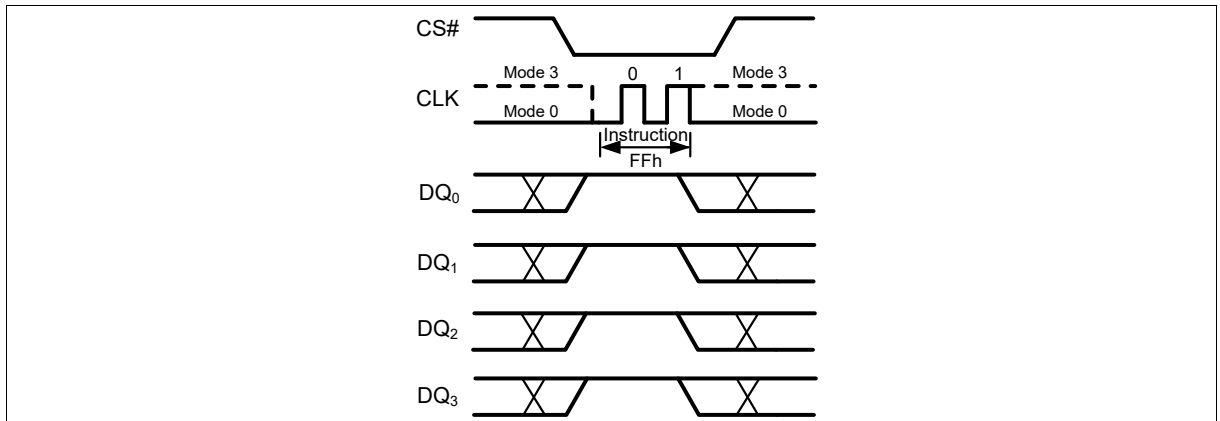 CS#
Mode 3 0 1 Mode 3
CLK
Mode 0 Mode 0
Instruction
FFh
DQ0
DQ1
DQ2
DQ3